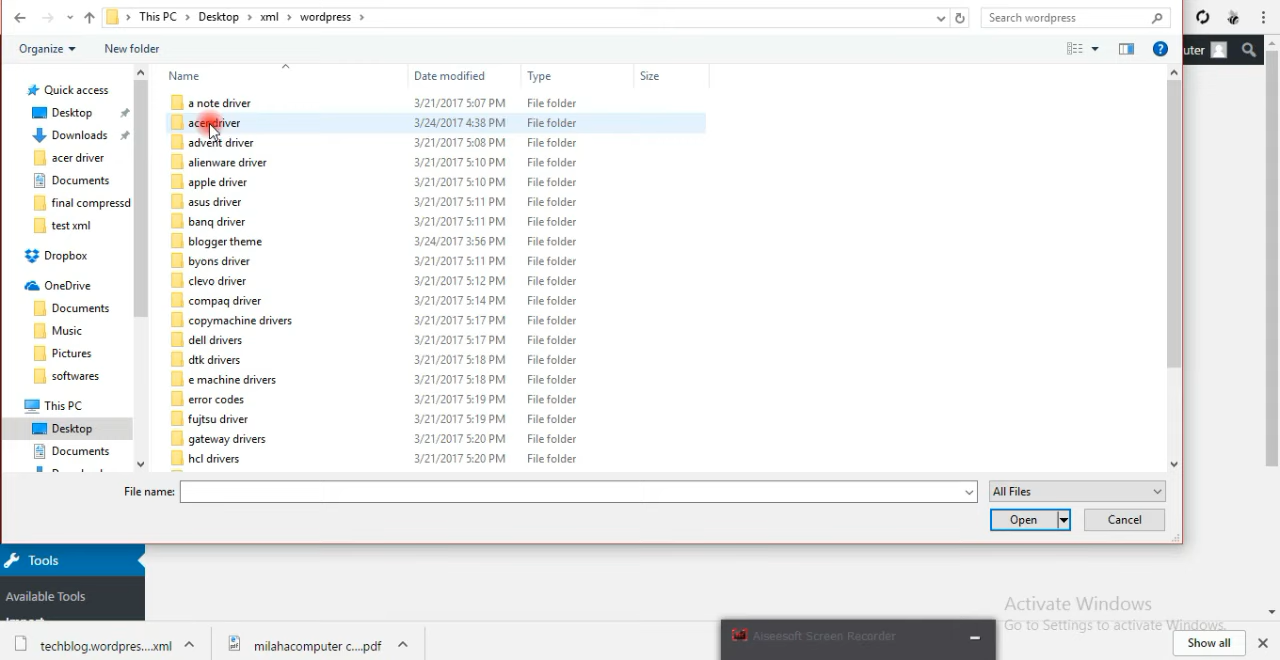 This PC > Desktop > xml > wordpress >
Search wordpress
Organize
New folder
uter
Name
Date modified
Type
Size
Quick access
Desktop
Downloads
acer driver
Documents
final compressd
test xml
Dropbox
OneDrive
Documents
Music
Pictures
softwares
This PC
Desktop
Documents
a note driver 3/21/2017 5:07 PM File folder
acer driver 3/24/2017 4:38 PM File folder
advent driver 3/21/2017 5:08 PM File folder
alienware driver 3/21/2017 5:10 PM File folder
apple driver 3/21/2017 5:10 PM File folder
asus driver 3/21/2017 5:11 PM File folder
banq driver 3/21/2017 5:11 PM File folder
blogger theme 3/24/2017 3:56 PM File folder
byons driver 3/21/2017 5:11 PM File folder
clevo driver 3/21/2017 5:12 PM File folder
compaq driver 3/21/2017 5:14 PM File folder
copymachine drivers 3/21/2017 5:17 PM File folder
dell drivers 3/21/2017 5:17 PM File folder
dtk drivers 3/21/2017 5:18 PM File folder
e machine drivers 3/21/2017 5:18 PM File folder
error codes 3/21/2017 5:19 PM File folder
fujtsu driver 3/21/2017 5:19 PM File folder
gateway drivers 3/21/2017 5:20 PM File folder
hcl drivers 3/21/2017 5:20 PM File folder
File name:
All Files
Open
Cancel
Tools
Available Tools
Activate Windows
Go to Settings to activate Windows.
techblog.wordpres....xml
milahacomputer c....pdf
Aiseesoft Screen Recorder
Show all